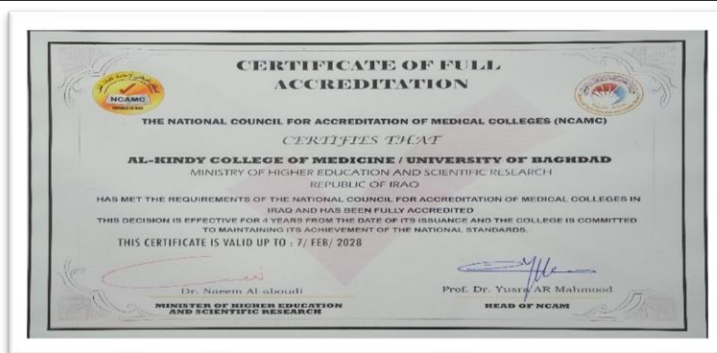 CERTIFICATE OF FULL
ACCREDITATION
NCAMC
REPUBLIC OF IRAQ
THE NATIONAL COUNCIL FOR ACCREDITATION OF MEDICAL COLLEGES (NCAMC)
CERTIFIES THAT
AL-KINDY COLLEGE OF MEDICINE / UNIVERSITY OF BAGHDAD
MINISTRY OF HIGHER EDUCATION AND SCIENTIFIC RESEARCH
REPUBLIC OF IRAQ
HAS MET THE REQUIREMENTS OF THE NATIONAL COUNCIL FOR ACCREDITATION OF MEDICAL COLLEGES IN
IRAQ AND HAS BEEN FULLY ACCREDITED
THIS DECISION IS EFFECTIVE FOR 4 YEARS FROM THE DATE OF ITS ISSUANCE AND THE COLLEGE IS COMMITTED
TO MAINTAINING ITS ACHIEVEMENT OF THE NATIONAL STANDARDS.
THIS CERTIFICATE IS VALID UP TO : 7/ FEB/ 2028
Dr. Naeem Al-aboudi
Prof. Dr. Yusra AR Mahmood
MINISTER OF HIGHER EDUCATION
AND SCIENTIFIC RESEARCH
HEAD OF NCAM